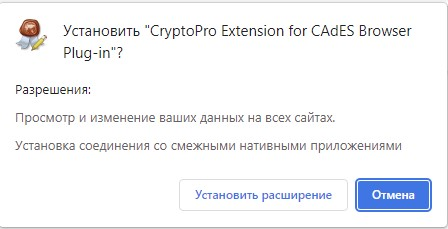 Установить "CryptoPro Extension for CAdES Browser
Plug-in"?
Разрешения:
Просмотр и изменение ваших данных на всех сайтах.
Установка соединения со смежными нативными приложениями
Установить расширение
Отмена